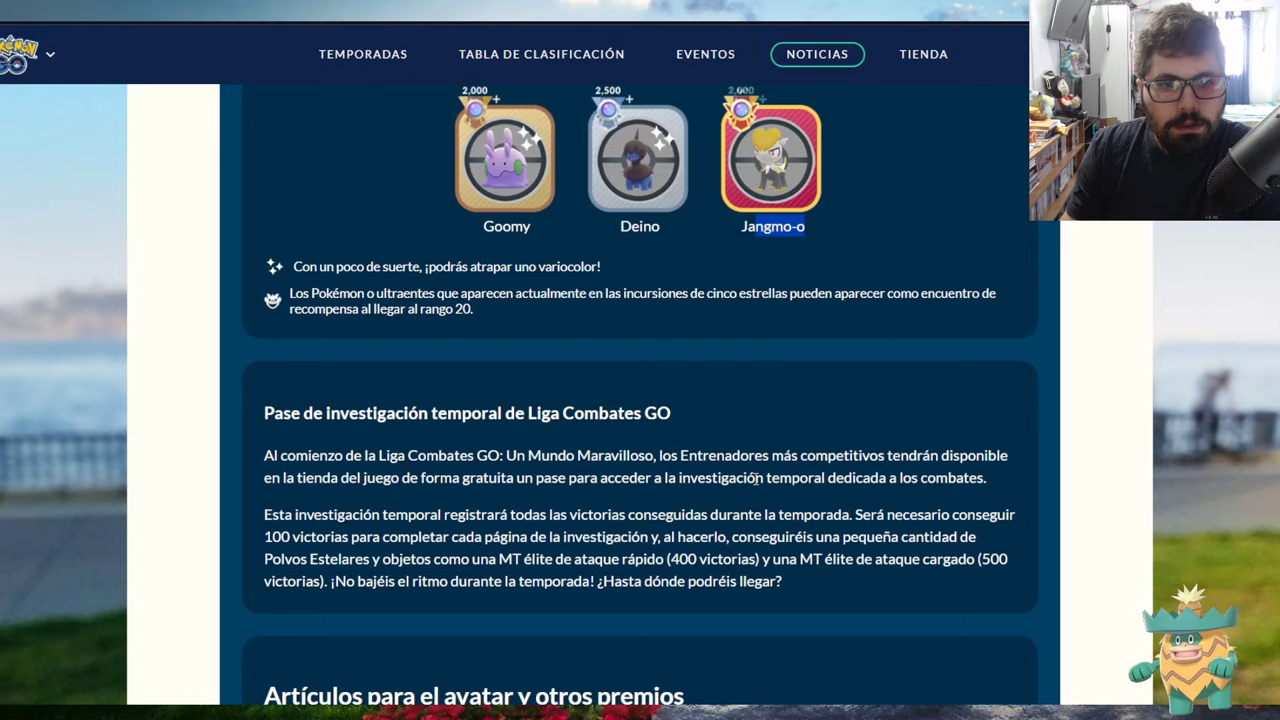 TEMPORADAS TABLA DE CLASIFICACIÓN EVENTOS NOTICIAS TIENDA
2,000+ 2,500+ 2,000+
Goomy Deino Jangmo-o
Con un poco de suerte, ¡podrás atrapar uno variocolor!
Los Pokémon o ultraentes que aparecen actualmente en las incursiones de cinco estrellas pueden aparecer como encuentro de
recompensa al llegar al rango 20.
Pase de investigación temporal de Liga Combates GO
Al comienzo de la Liga Combates GO: Un Mundo Maravilloso, los Entrenadores más competitivos tendrán disponible
en la tienda del juego de forma gratuita un pase para acceder a la investigación temporal dedicada a los combates.
Esta investigación temporal registrará todas las victorias conseguidas durante la temporada. Será necesario conseguir
100 victorias para completar cada página de la investigación y, al hacerlo, conseguiréis una pequeña cantidad de
Polvos Estelares y objetos como una MT élite de ataque rápido (400 victorias) y una MT élite de ataque cargado (500
victorias). ¡No bajéis el ritmo durante la temporada! ¿Hasta dónde podréis llegar?
Artículos para el avatar y otros premios